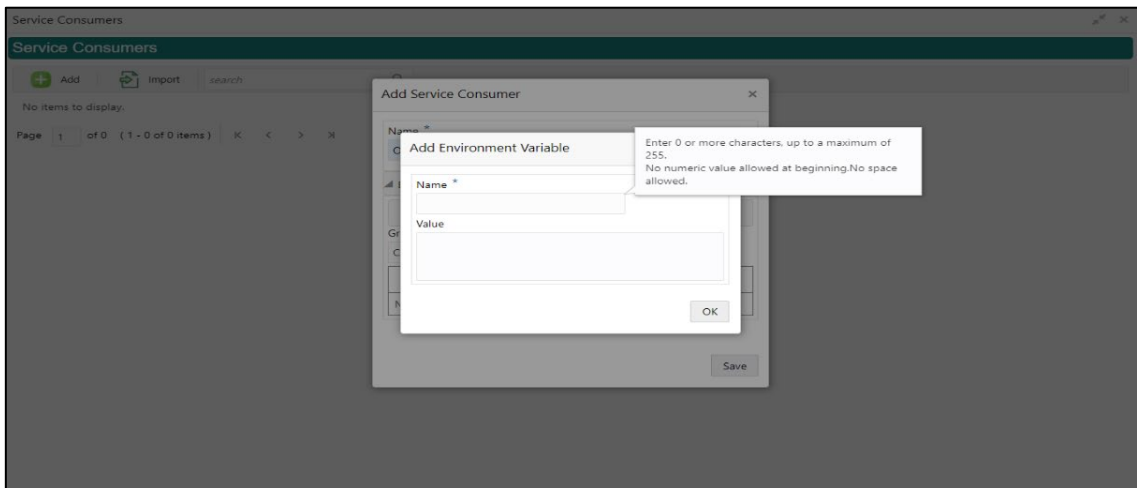 Service Consumers
Service Consumers
Add Import search
No items to display.
Page 1 of 0 (1 - 0 of 0 items) K < > >|
Add Service Consumer
Name *
Add Environment Variable
Enter 0 or more characters, up to a maximum of
255.
No numeric value allowed at beginning.No space
allowed.
Name *
Value
Gr
OK
Save